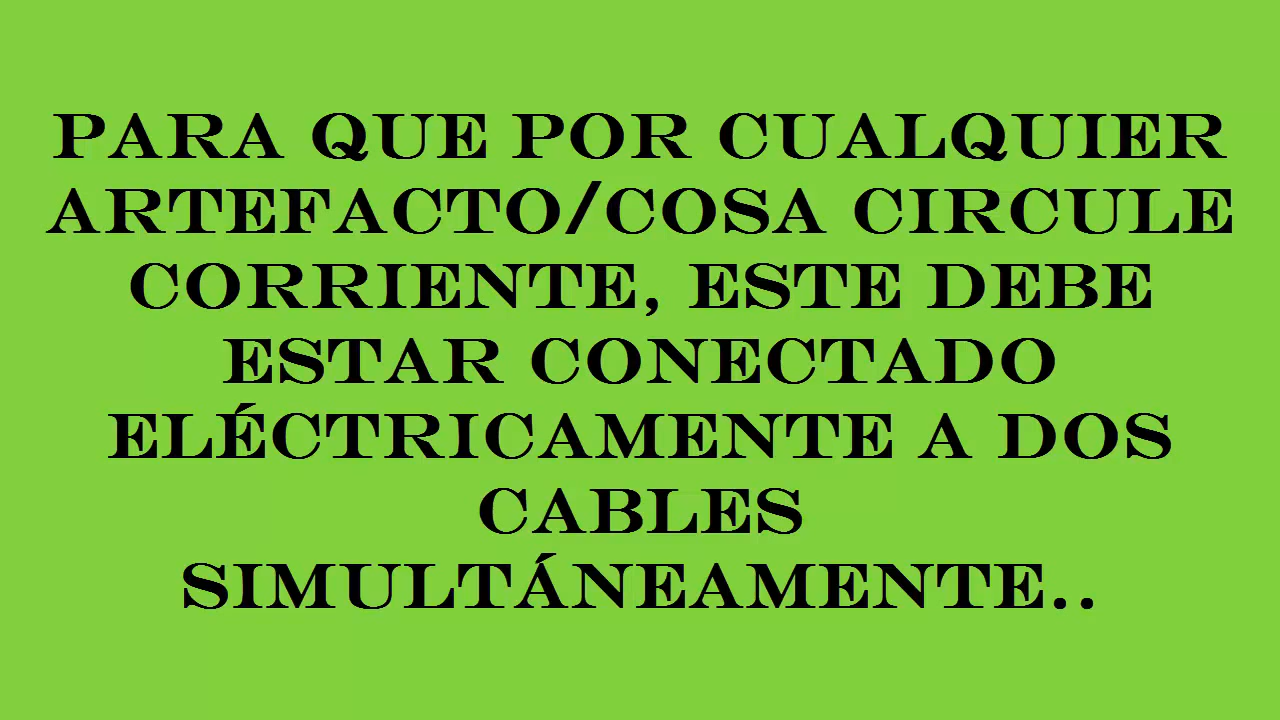 PARA QUE POR CUALQUIER
ARTEFACTO/COSA CIRCULE
CORRIENTE, ESTE DEBE
ESTAR CONECTADO
ELÉCTRICAMENTE A DOS
CABLES
SIMULTÁNEAMENTE..